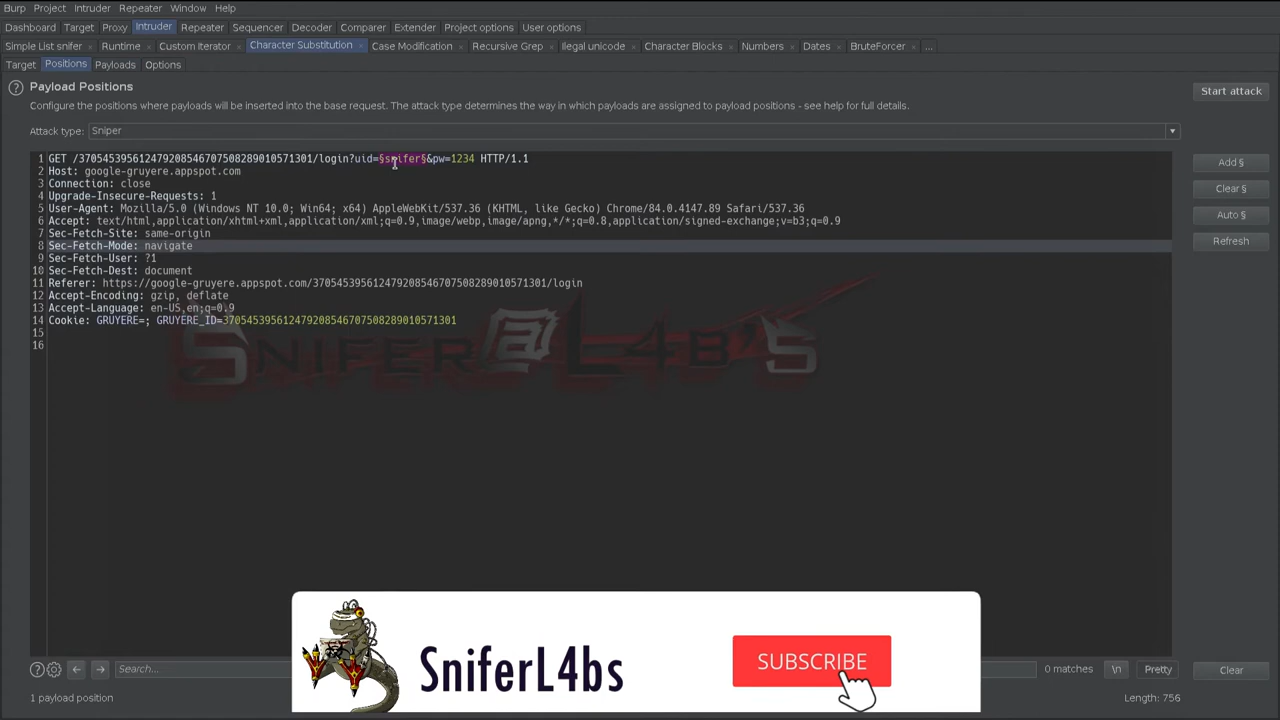 Burp Project Intruder Repeater Window Help
Dashboard Target Proxy Intruder Repeater Sequencer Decoder Comparer Extender Project options User options
Simple List snifer × Runtime × Custom Iterator × Character Substitution × Case Modification × Recursive Grep × Ilegal unicode × Character Blocks × Numbers × Dates × BruteForcer × ...
Target Positions Payloads Options
? Payload Positions
Start attack
Configure the positions where payloads will be inserted into the base request. The attack type determines the way in which payloads are assigned to payload positions - see help for full details.
Attack type: Sniper
1 GET /370545395612479208546707508289010571301/login?uid=§snifer§&pw=1234 HTTP/1.1
2 Host: google-gruyere.appspot.com
3 Connection: close
4 Upgrade-Insecure-Requests: 1
5 User-Agent: Mozilla/5.0 (Windows NT 10.0; Win64; x64) AppleWebKit/537.36 (KHTML, like Gecko) Chrome/84.0.4147.89 Safari/537.36
6 Accept: text/html,application/xhtml+xml,application/xml;q=0.9,image/webp,image/apng,*/*;q=0.8,application/signed-exchange;v=b3;q=0.9
7 Sec-Fetch-Site: same-origin
8 Sec-Fetch-Mode: navigate
9 Sec-Fetch-User: ?1
10 Sec-Fetch-Dest: document
11 Referer: https://google-gruyere.appspot.com/370545395612479208546707508289010571301/login
12 Accept-Encoding: gzip, deflate
13 Accept-Language: en-US,en;q=0.9
14 Cookie: GRUYERE=; GRUYERE_ID=370545395612479208546707508289010571301
15
16
Add §
Clear §
Auto §
Refresh
SNIFER@L4B'S
SniferL4bs
SUBSCRIBE
? Search... 0 matches \n Pretty Clear
1 payload position
Length: 756